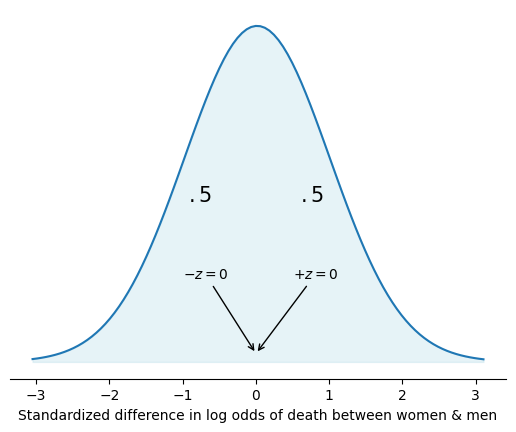 .5 .5
−z=0 +z=0
−3 −2 −1 0 1 2 3
Standardized difference in log odds of death between women & men